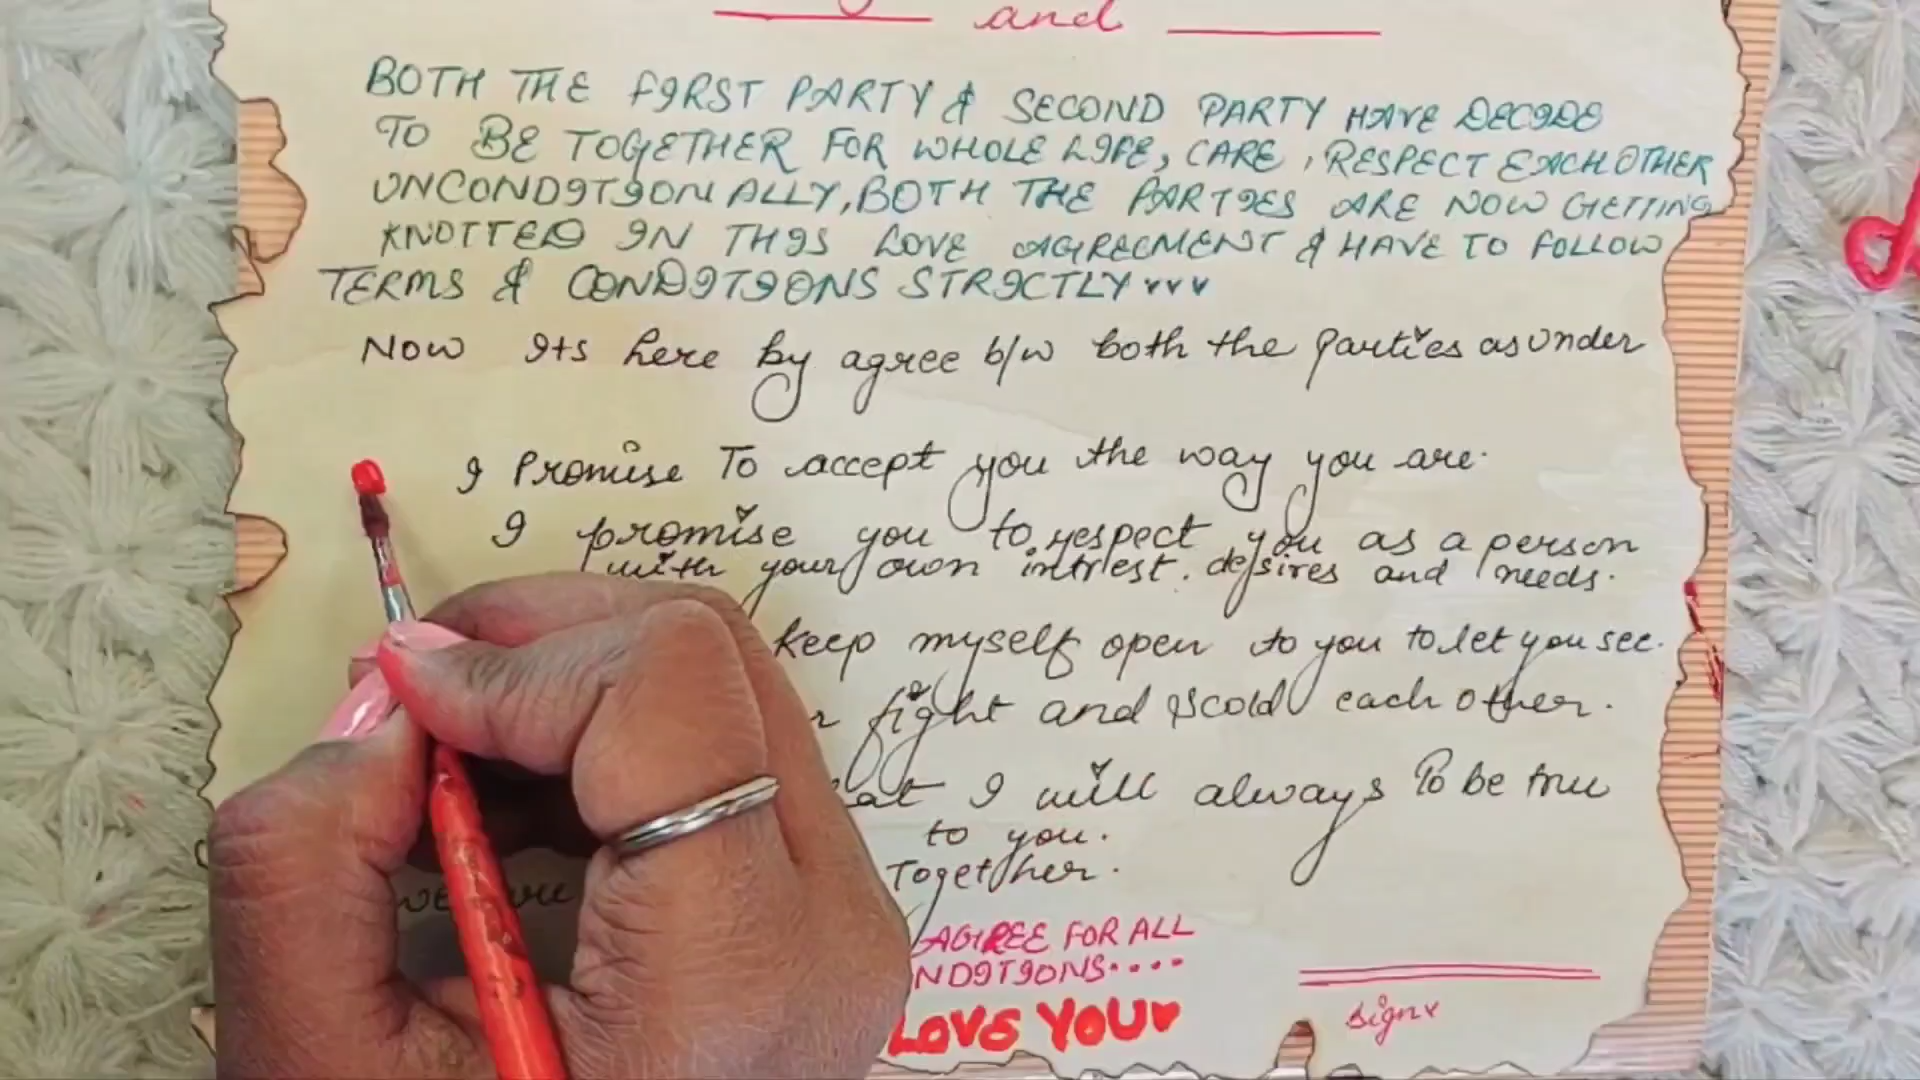 and
BOTH THE FIRST PARTY & SECOND PARTY HAVE DECIDE
TO BE TOGETHER FOR WHOLE LIFE, CARE, RESPECT EACHOTHER
UNCONDITIONALLY, BOTH THE PARTIES ARE NOW GETTING
KNOTTED IN THIS LOVE AGREEMENT & HAVE TO FOLLOW
TERMS & CONDITIONS STRICTLY ♥♥♥
Now Its here by agree b/w both the Parties as under
I Promise To accept you the way you are.
I promise you to respect you as a person
with your own intrest. desires and needs.
keep myself open to you to let you see.
fight and scold each other.
I will always To be true
to you.
we are Together.
AGREE FOR ALL
NDITIONS....
LOVE YOU♥
Sign♥